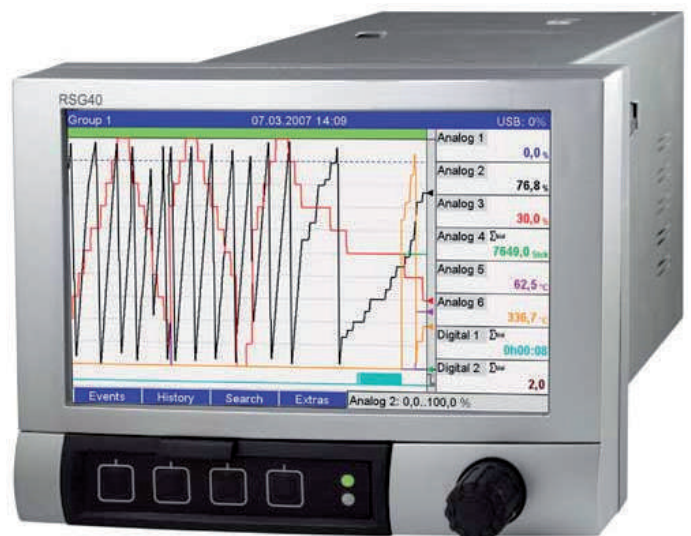 RSG40
Group 1 07.03.2007 14:09 USB: 0%
Analog 1
0,0 %
Analog 2
76,8 %
Analog 3
30,0 %
Analog 4 Σ
7649,0 Stck
Analog 5
62,5 °C
Analog 6
336,7 °C
Digital 1 Σ
0h00:08
Digital 2 Σ
2,0
Events History Search Extras Analog 2: 0,0..100,0 %